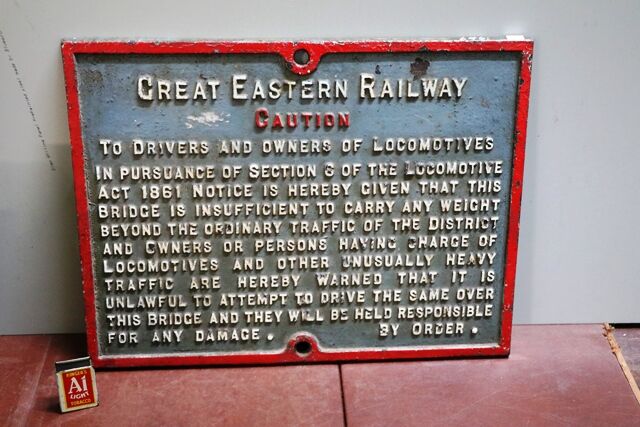 GREAT EASTERN RAILWAY
CAUTION
TO DRIVERS AND OWNERS OF LOCOMOTIVES
IN PURSUANCE OF SECTION 6 OF THE LOCOMOTIVE
ACT 1861 NOTICE IS HEREBY GIVEN THAT THIS
BRIDGE IS INSUFFICIENT TO CARRY ANY WEIGHT
BEYOND THE ORDINARY TRAFFIC OF THE DISTRICT
AND OWNERS OR PERSONS HAVING CHARGE OF
LOCOMOTIVES AND OTHER UNUSUALLY HEAVY
TRAFFIC ARE HEREBY WARNED THAT IT IS
UNLAWFUL TO ATTEMPT TO DRIVE THE SAME OVER
THIS BRIDGE AND THEY WILL BE HELD RESPONSIBLE
FOR ANY DAMAGE. BY ORDER.
A1
LIGHT
TOBACCO